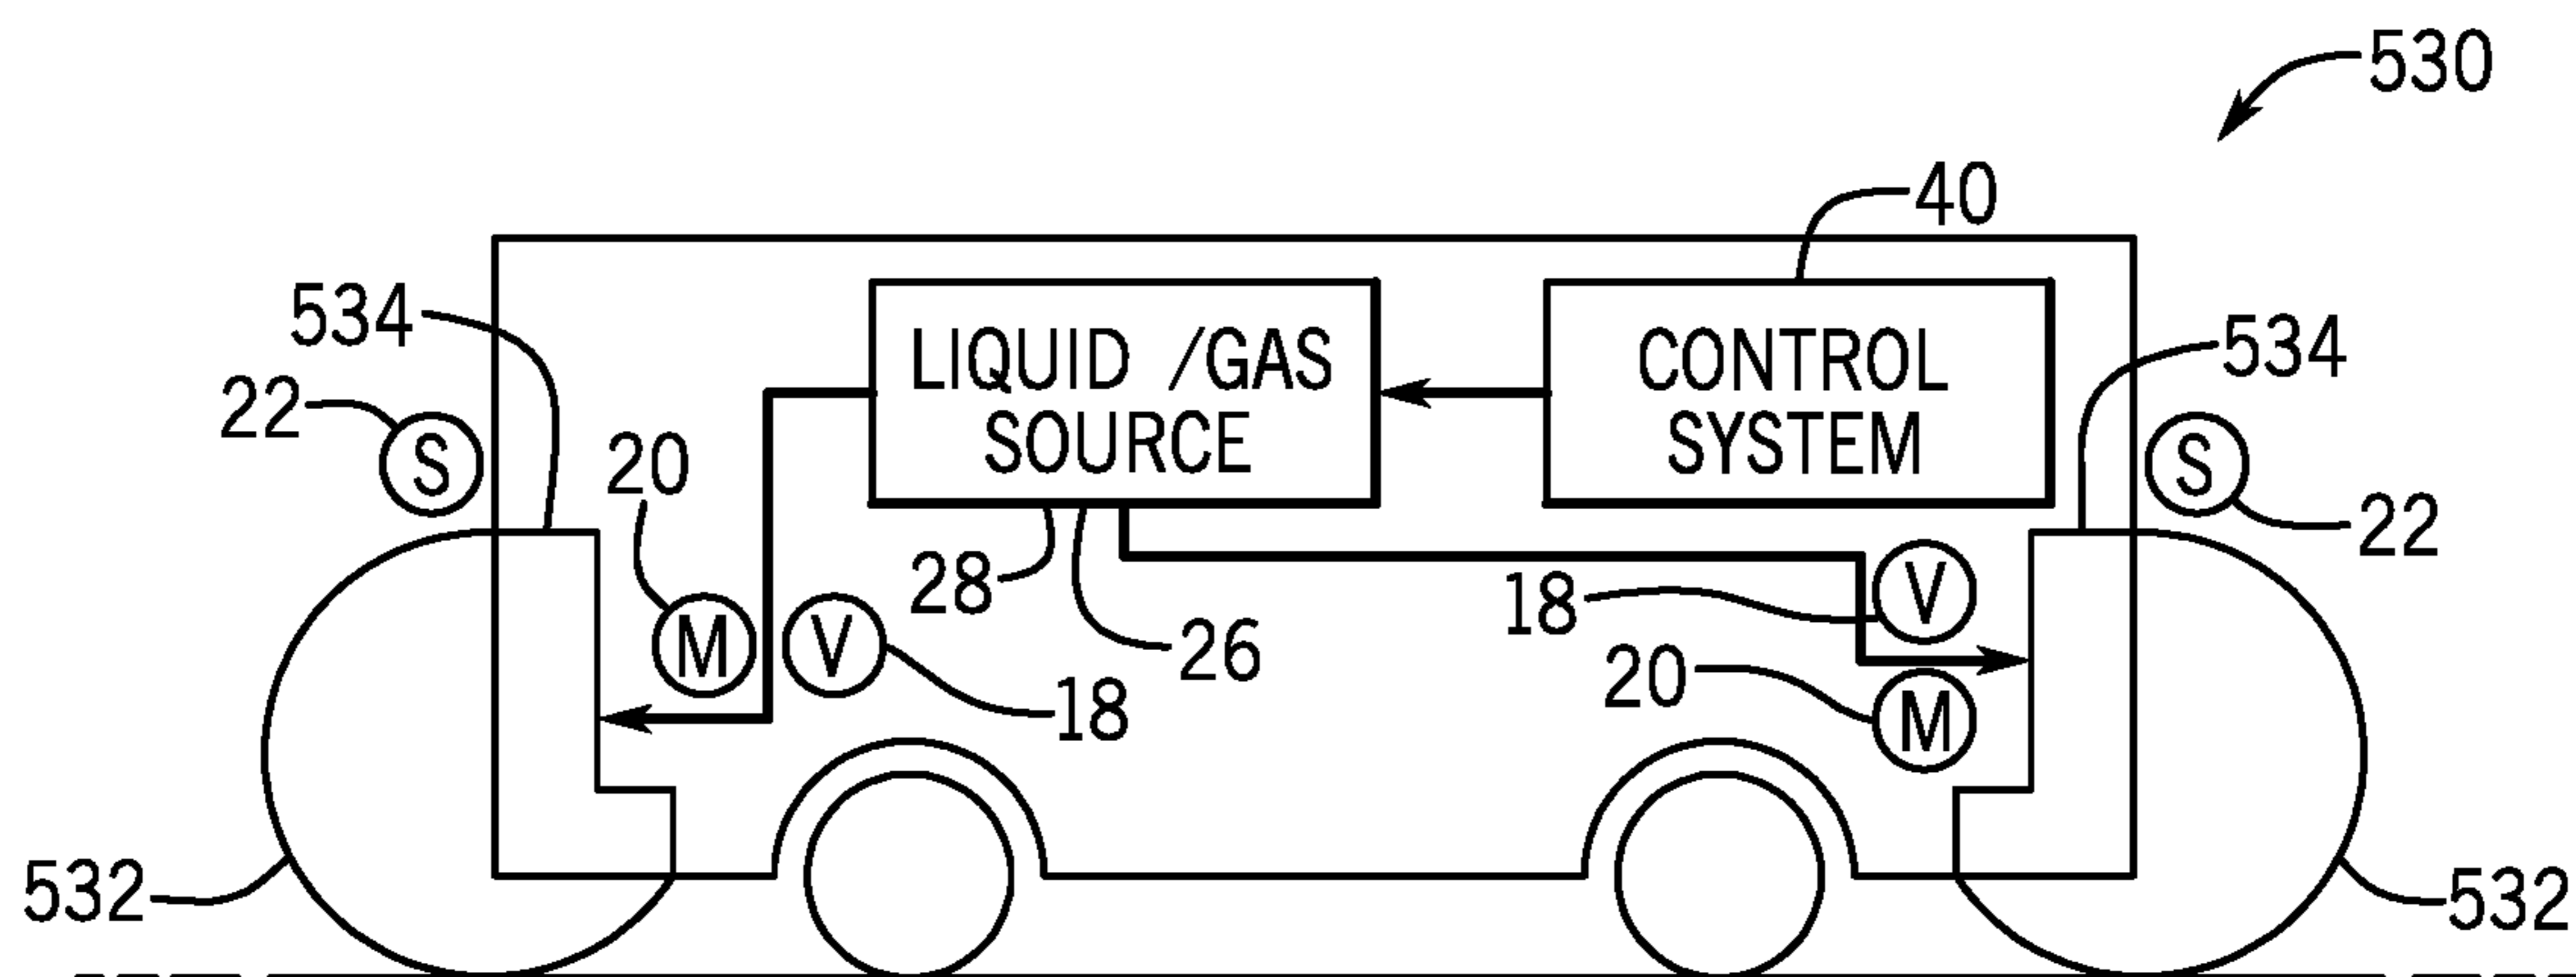 530
40
534
534
22
S
LIQUID /GAS
SOURCE
CONTROL
SYSTEM
S
22
20
M
V
18
28
26
18
V
20
M
532
532